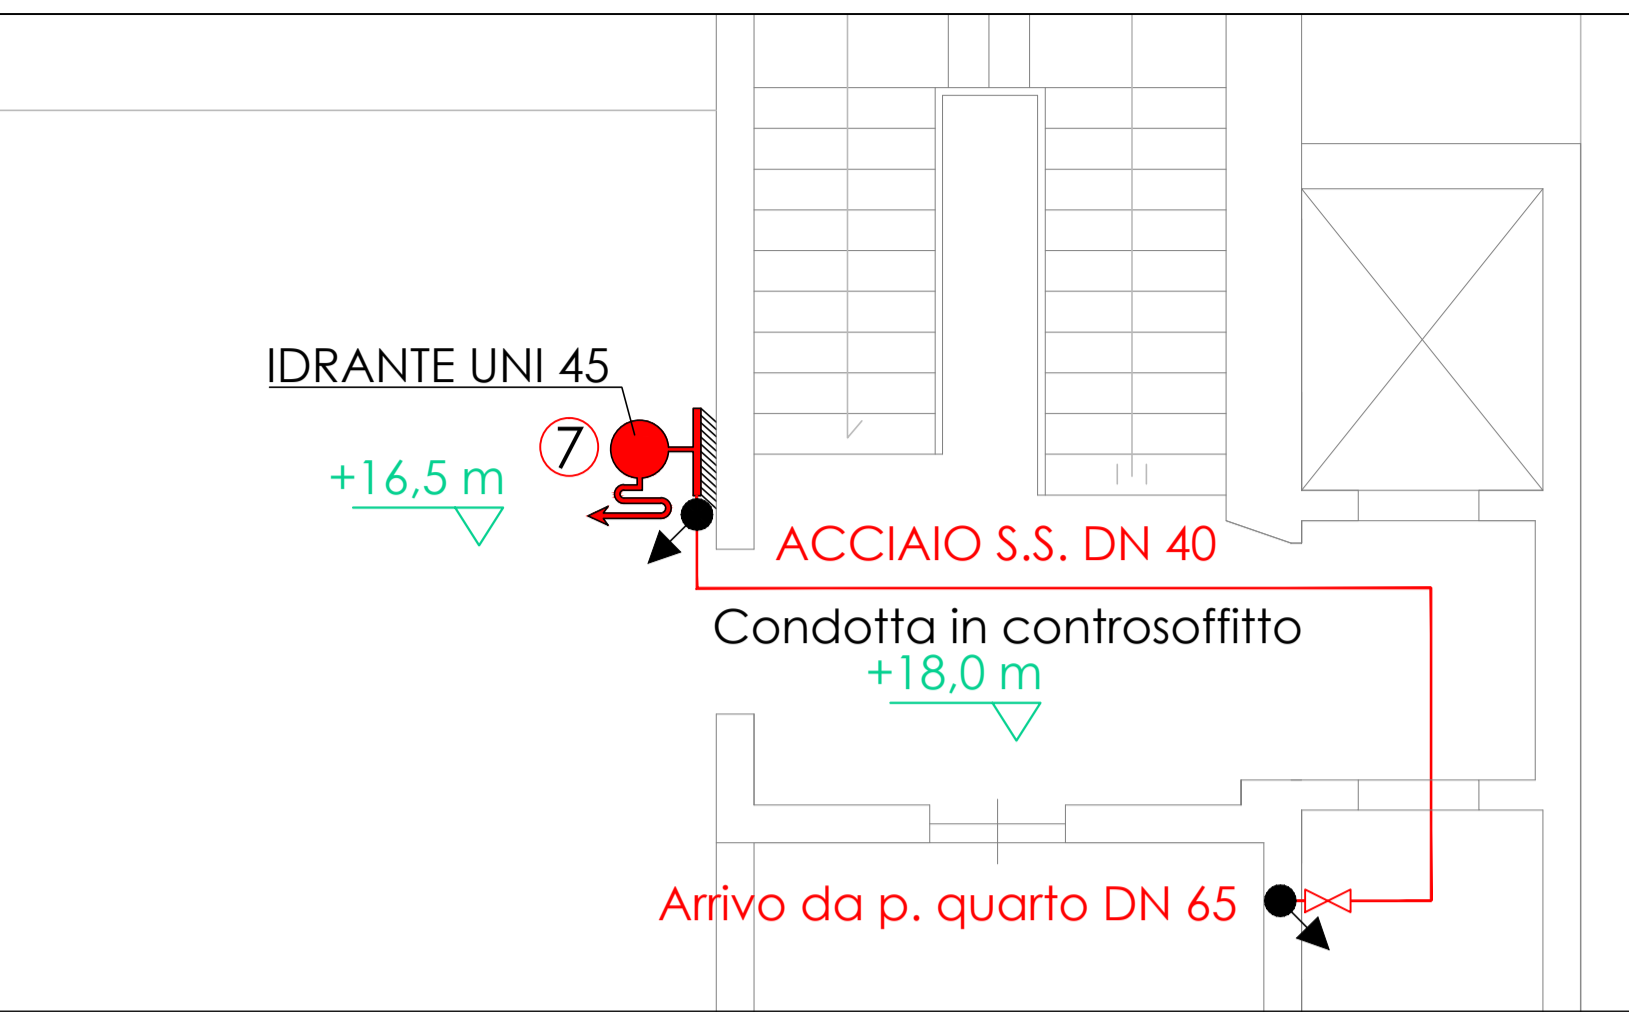 IDRANTE UNI 45
7
+16,5 m
ACCIAIO S.S. DN 40
Condotta in controsoffitto
+18,0 m
Arrivo da p. quarto DN 65